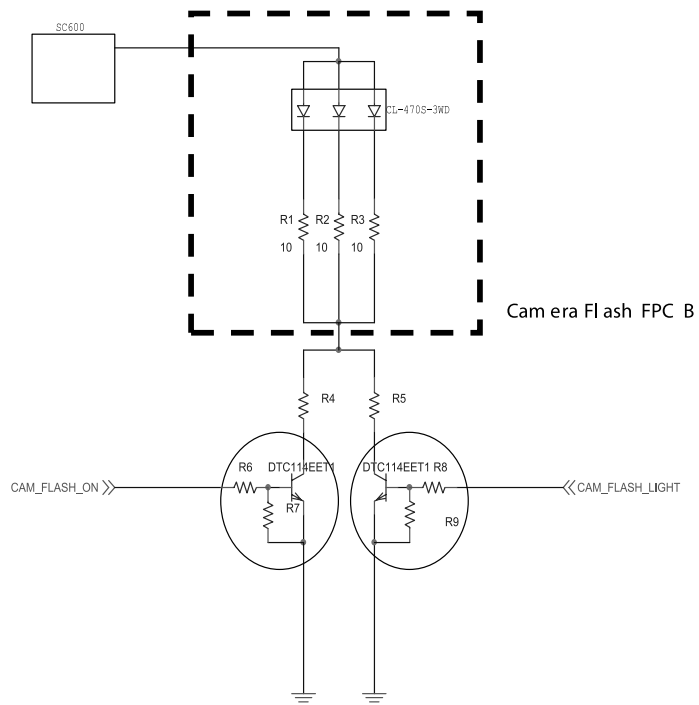 SC600
CL-470S-3WD
R1 R2 R3
10 10 10
Cam era Fl ash FPC B
R4 R5
R6 DTC114EET1 DTC114EET1 R8
CAM_FLASH_ON CAM_FLASH_LIGHT
R7 R9